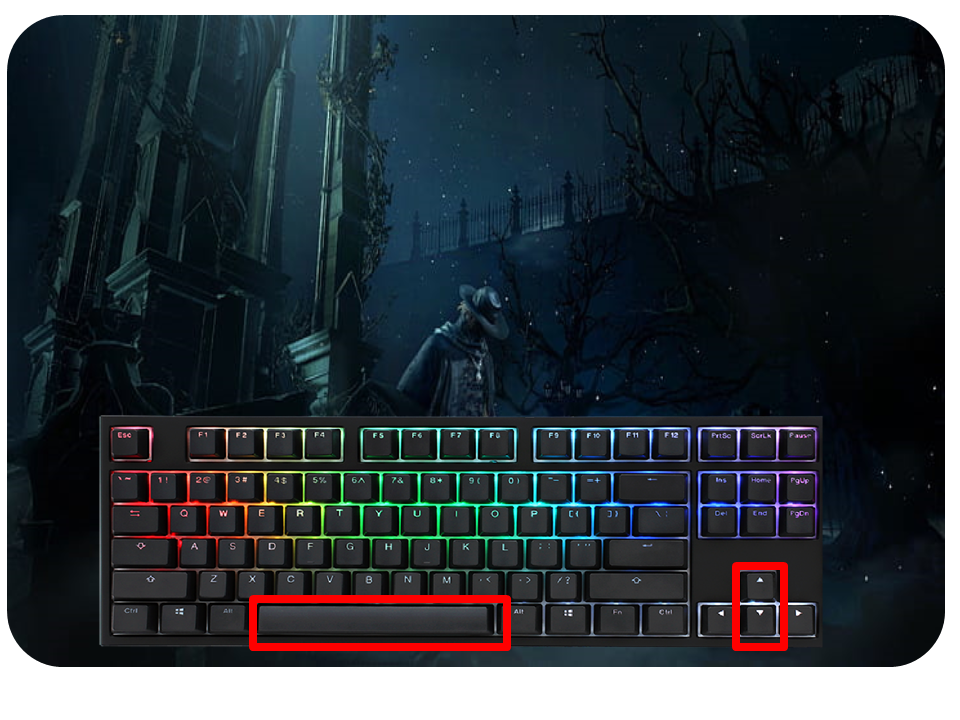 Esc F1 F2 F3 F4 F5 F6 F7 F8 F9 F10 F11 F12 PrtSc ScrLk Pause
`~ 1! 2@ 3# 4$ 5% 6^ 7& 8* 9( 0) -_ =+ ← Ins Home PgUp
Q W E R T Y U I O P [{ ]} \| Del End PgDn
A S D F G H J K L ;: '"
Z X C V B N M ,< .> /?
Ctrl Alt Alt Fn Ctrl